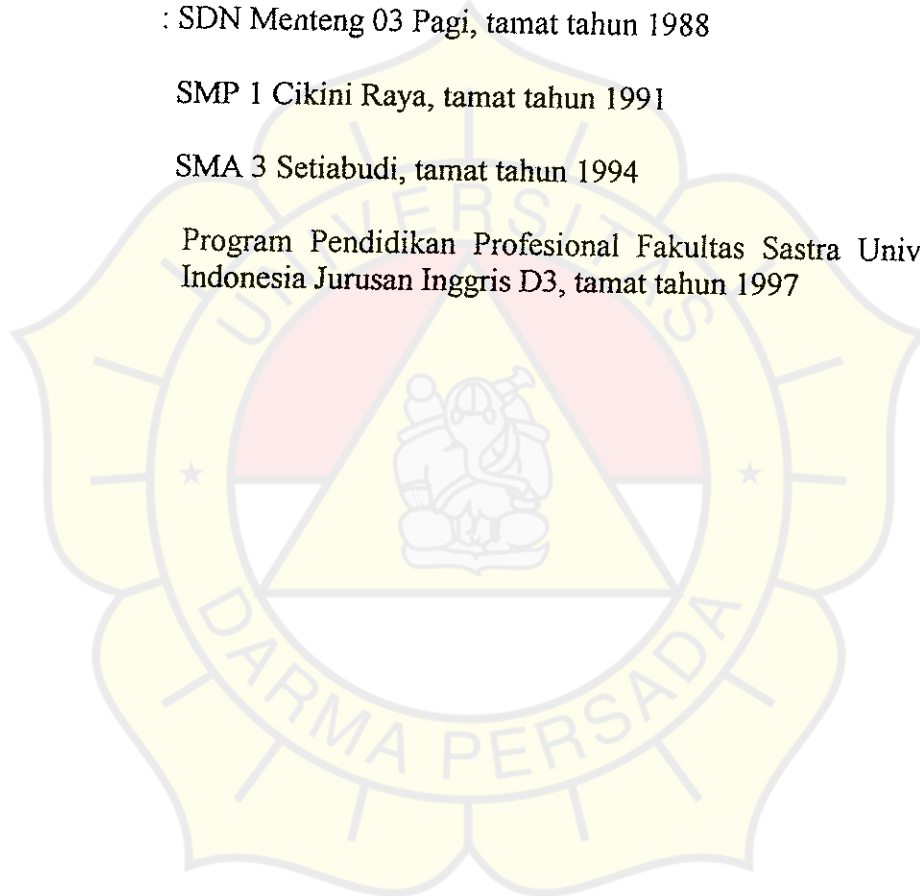 : SDN Menteng 03 Pagi, tamat tahun 1988
SMP 1 Cikini Raya, tamat tahun 1991
SMA 3 Setiabudi, tamat tahun 1994
Program Pendidikan Profesional Fakultas Sastra Univ
Indonesia Jurusan Inggris D3, tamat tahun 1997
UNIVERSITAS
DARMA PERSADA